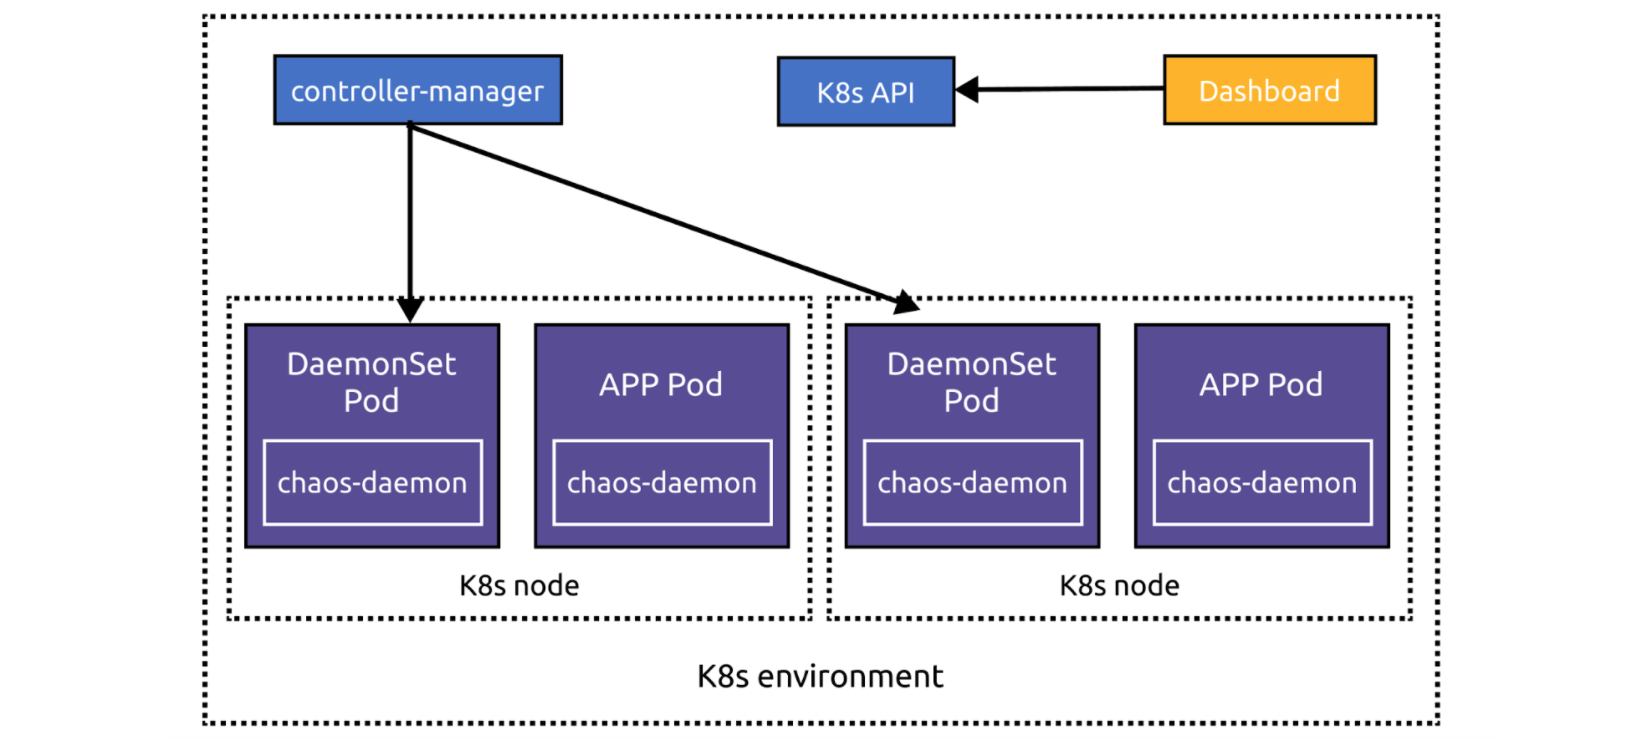 controller-manager
K8s API
Dashboard
DaemonSet
Pod
chaos-daemon
APP Pod
chaos-daemon
K8s node
DaemonSet
Pod
chaos-daemon
APP Pod
chaos-daemon
K8s node
K8s environment